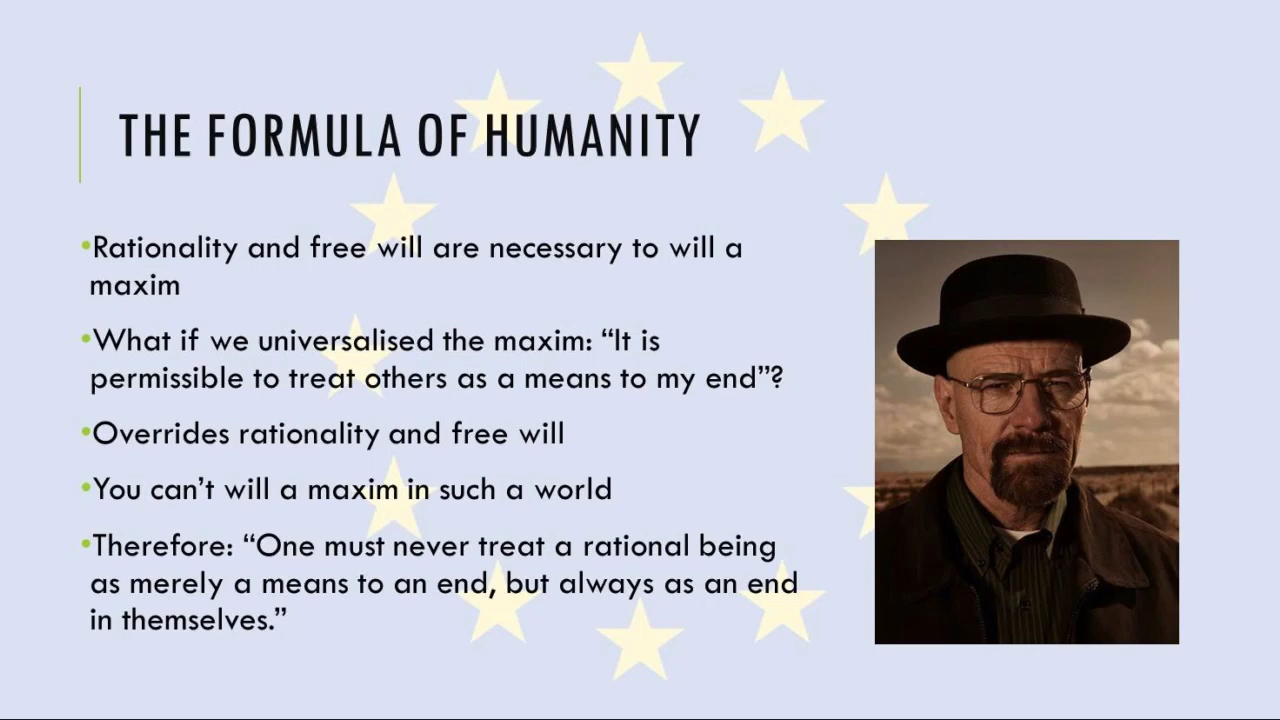 THE FORMULA OF HUMANITY
•Rationality and free will are necessary to will a
maxim
•What if we universalised the maxim: “It is
permissible to treat others as a means to my end”?
•Overrides rationality and free will
•You can’t will a maxim in such a world
•Therefore: “One must never treat a rational being
as merely a means to an end, but always as an end
in themselves.”